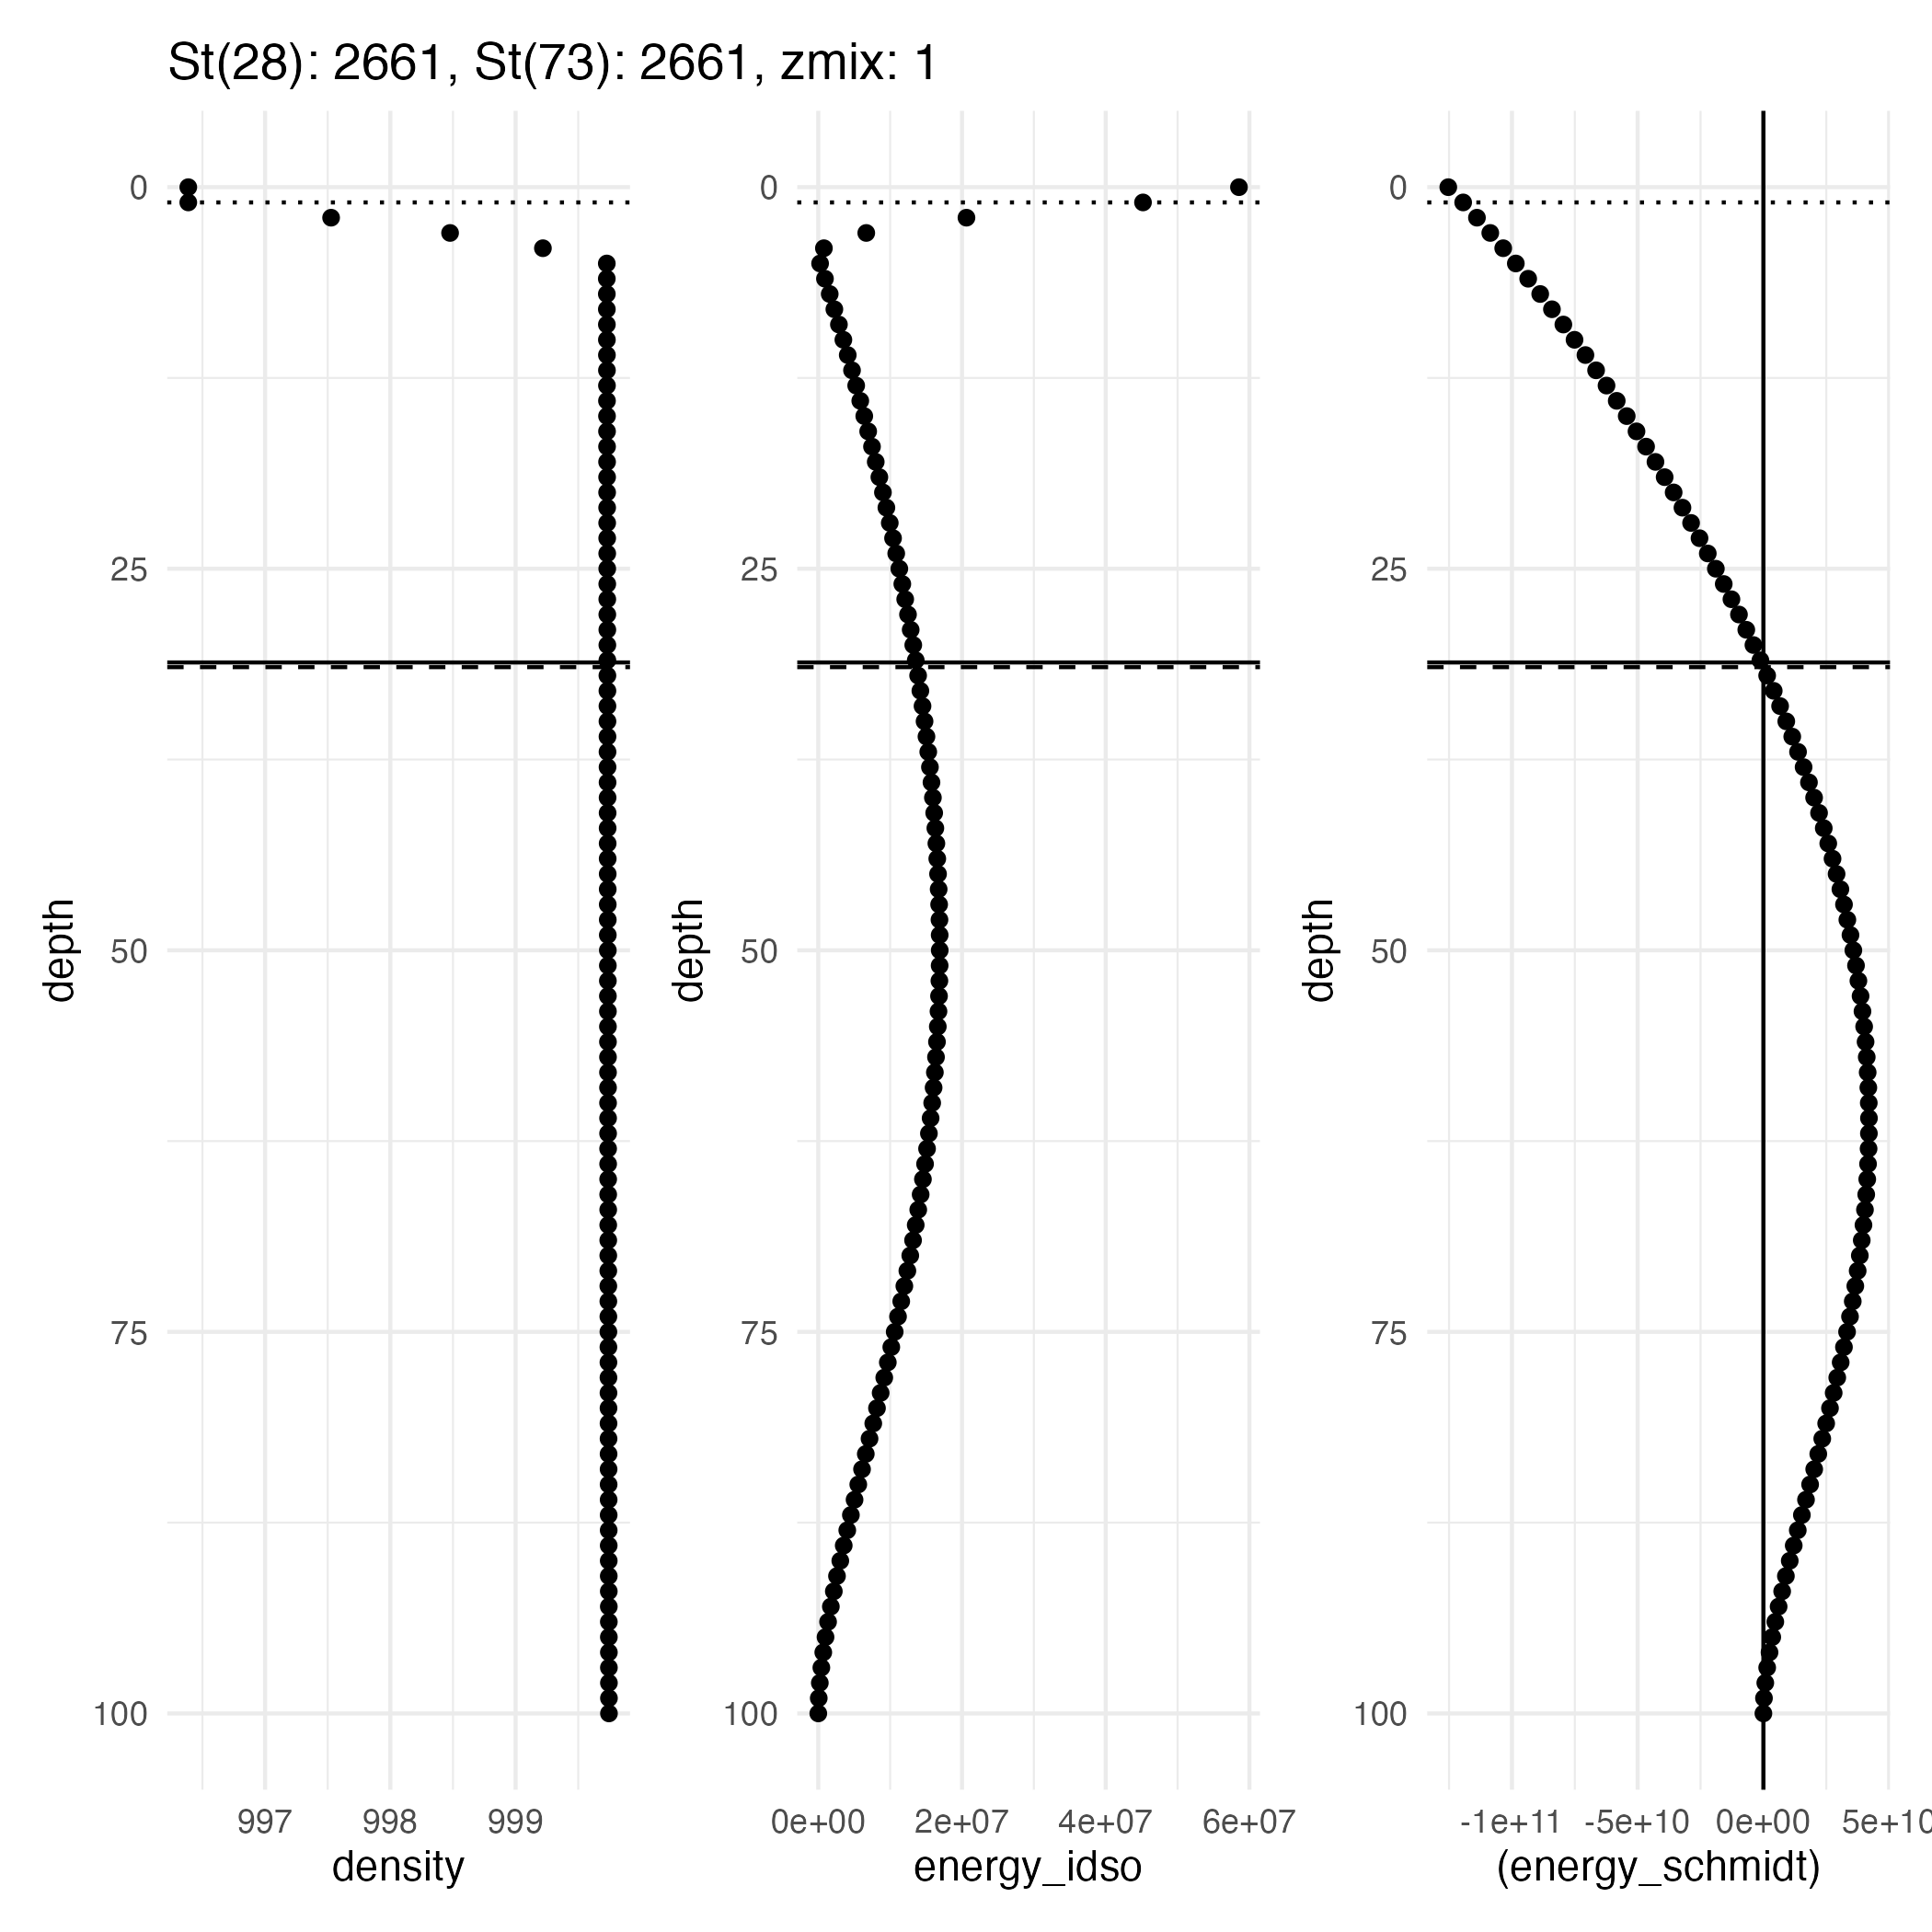 St(28): 2661, St(73): 2661, zmix: 1
0
25
50
75
100
depth
997 998 999
density
0
25
50
75
100
depth
0e+00 2e+07 4e+07 6e+07
energy_idso
0
25
50
75
100
depth
-1e+11 -5e+10 0e+00 5e+10
(energy_schmidt)